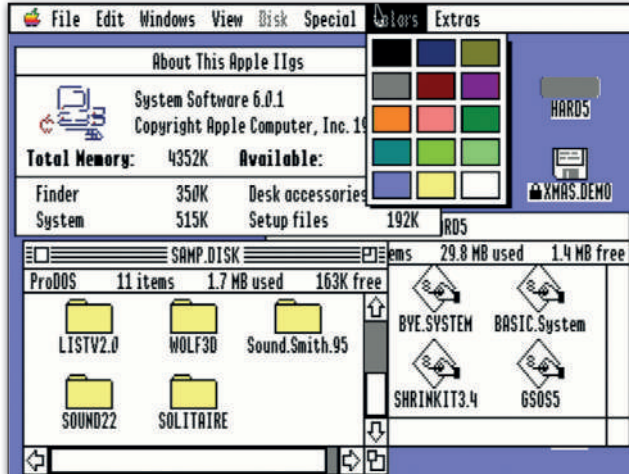 File Edit Windows View Disk Special Colors Extras
About This Apple IIgs
System Software 6.0.1
Copyright Apple Computer, Inc. 19
Total Memory: 4352K Available:
Finder 350K Desk accessories
System 515K Setup files 192K
HARD5
XMAS.DEMO
RD5
ems 29.8 MB used 1.4 MB free
BYE.SYSTEM BASIC.System
SHRINKIT3.4 GSOS5
SAMP.DISK
ProDOS 11 items 1.7 MB used 163K free
LISTV2.0 WOLF3D Sound.Smith.95
SOUND22 SOLITAIRE